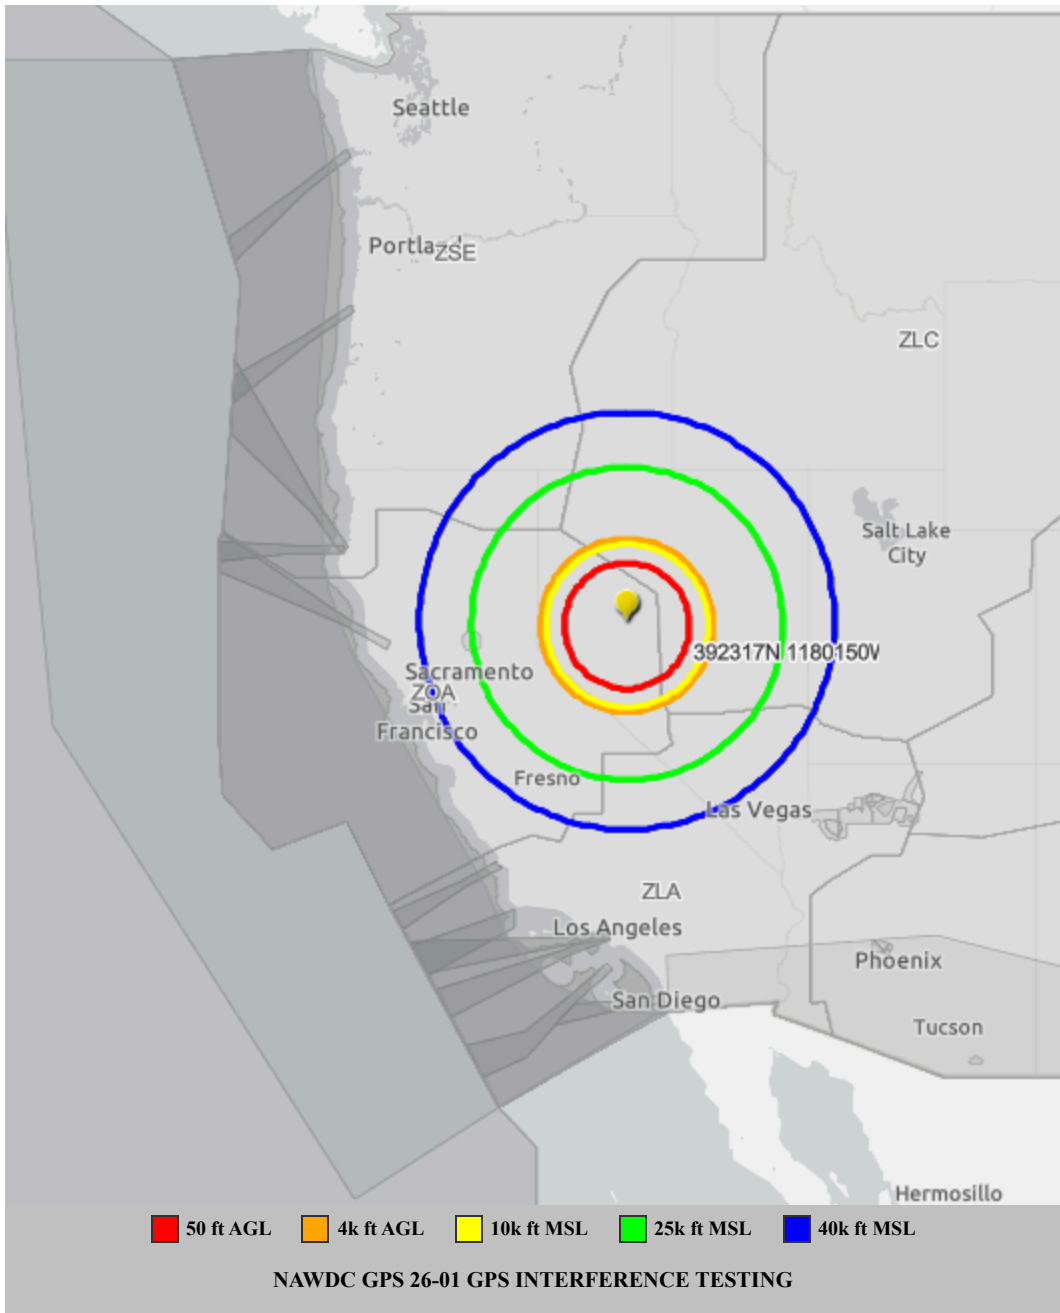 Seattle
Portland
ZSE
ZLC
Salt Lake
City
392317N 1180150W
Sacramento
ZOA
San
Francisco
Fresno
Las Vegas
ZLA
Los Angeles
Phoenix
San Diego
Tucson
Hermosillo
50 ft AGL 4k ft AGL 10k ft MSL 25k ft MSL 40k ft MSL
NAWDC GPS 26-01 GPS INTERFERENCE TESTING